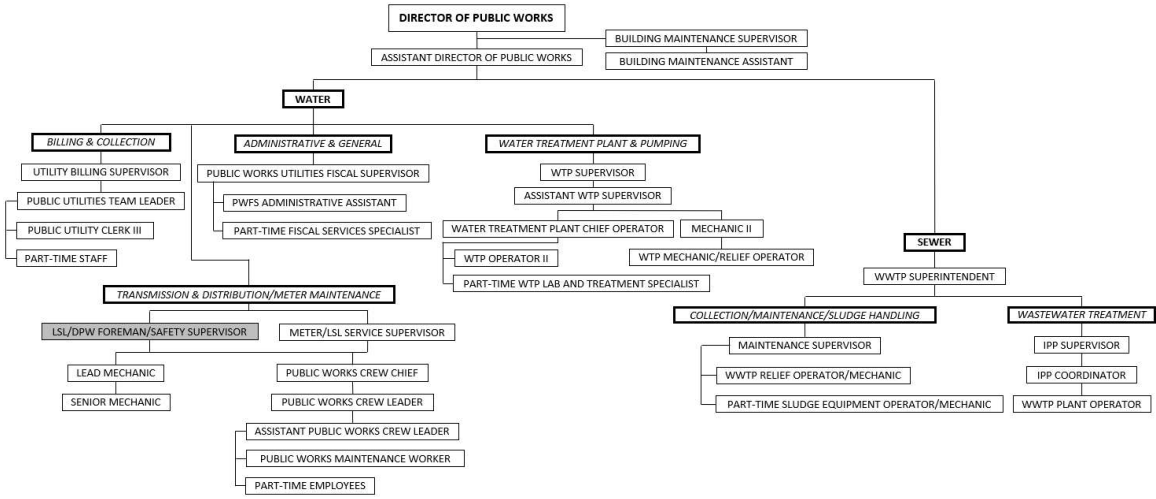 DIRECTOR OF PUBLIC WORKS
BUILDING MAINTENANCE SUPERVISOR
ASSISTANT DIRECTOR OF PUBLIC WORKS
BUILDING MAINTENANCE ASSISTANT
WATER
BILLING & COLLECTION
UTILITY BILLING SUPERVISOR
PUBLIC UTILITIES TEAM LEADER
PUBLIC UTILITY CLERK III
PART-TIME STAFF
ADMINISTRATIVE & GENERAL
PUBLIC WORKS UTILITIES FISCAL SUPERVISOR
PWFS ADMINISTRATIVE ASSISTANT
PART-TIME FISCAL SERVICES SPECIALIST
WATER TREATMENT PLANT & PUMPING
WTP SUPERVISOR
ASSISTANT WTP SUPERVISOR
WATER TREATMENT PLANT CHIEF OPERATOR
MECHANIC II
WTP OPERATOR II
WTP MECHANIC/RELIEF OPERATOR
PART-TIME WTP LAB AND TREATMENT SPECIALIST
TRANSMISSION & DISTRIBUTION/METER MAINTENANCE
LSL/DPW FOREMAN/SAFETY SUPERVISOR
METER/LSL SERVICE SUPERVISOR
LEAD MECHANIC
SENIOR MECHANIC
PUBLIC WORKS CREW CHIEF
PUBLIC WORKS CREW LEADER
ASSISTANT PUBLIC WORKS CREW LEADER
PUBLIC WORKS MAINTENANCE WORKER
PART-TIME EMPLOYEES
SEWER
WWTP SUPERINTENDENT
COLLECTION/MAINTENANCE/SLUDGE HANDLING
MAINTENANCE SUPERVISOR
WWTP RELIEF OPERATOR/MECHANIC
PART-TIME SLUDGE EQUIPMENT OPERATOR/MECHANIC
WASTEWATER TREATMENT
IPP SUPERVISOR
IPP COORDINATOR
WWTP PLANT OPERATOR